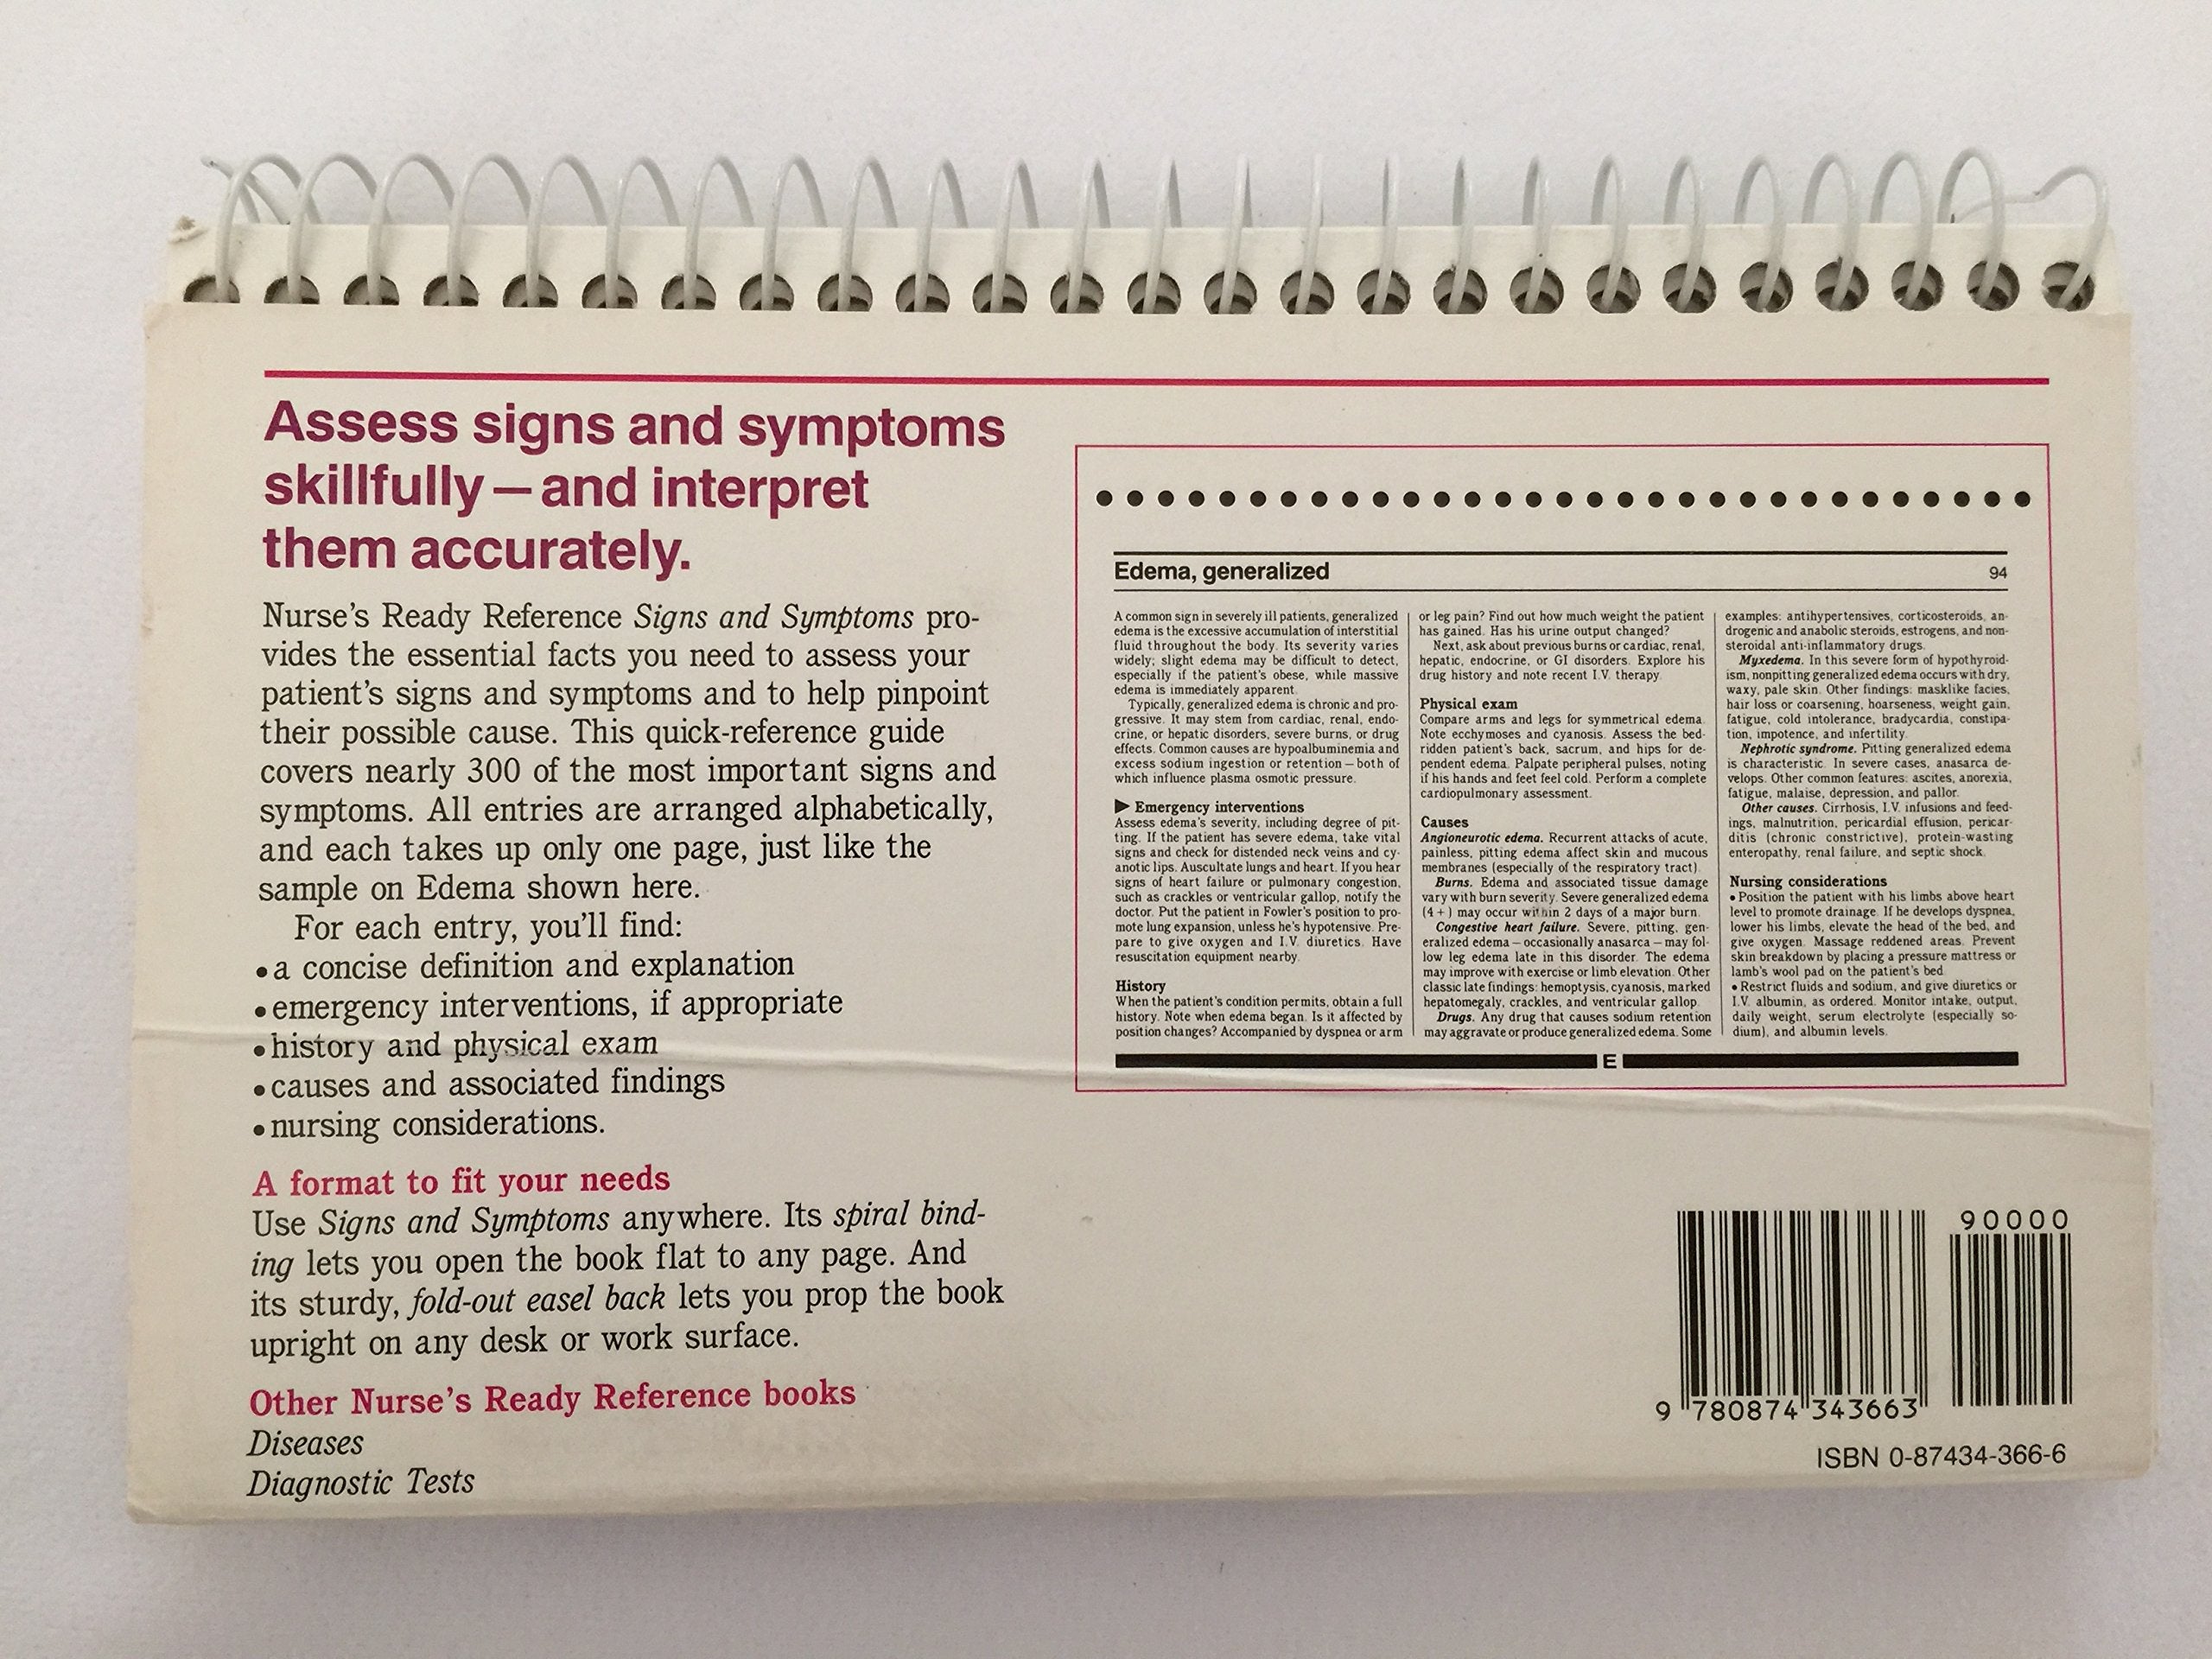 Assess signs and symptoms
skillfully—and interpret
them accurately.
Nurse's Ready Reference Signs and Symptoms pro-
vides the essential facts you need to assess your
patient's signs and symptoms and to help pinpoint
their possible cause. This quick-reference guide
covers nearly 300 of the most important signs and
symptoms. All entries are arranged alphabetically,
and each takes up only one page, just like the
sample on Edema shown here.
For each entry, you'll find:
• a concise definition and explanation
• emergency interventions, if appropriate
• history and physical exam
• causes and associated findings
• nursing considerations.
A format to fit your needs
Use Signs and Symptoms anywhere. Its spiral bind-
ing lets you open the book flat to any page. And
its sturdy, fold-out easel back lets you prop the book
upright on any desk or work surface.
Other Nurse's Ready Reference books
Diseases
Diagnostic Tests
Edema, generalized 94
A common sign in severely ill patients, generalized
edema is the excessive accumulation of interstitial
fluid throughout the body. Its severity varies
widely; slight edema may be difficult to detect,
especially if the patient's obese, while massive
edema is immediately apparent.
Typically, generalized edema is chronic and pro-
gressive. It may stem from cardiac, renal, endo-
crine, or hepatic disorders, severe burns, or drug
effects. Common causes are hypoalbuminemia and
excess sodium ingestion or retention—both of
which influence plasma osmotic pressure.
▶ Emergency interventions
Assess edema's severity, including degree of pit-
ting. If the patient has severe edema, take vital
signs and check for distended neck veins and cy-
anotic lips. Auscultate lungs and heart. If you hear
signs of heart failure or pulmonary congestion,
such as crackles or ventricular gallop, notify the
doctor. Put the patient in Fowler's position to pro-
mote lung expansion, unless he's hypotensive. Pre-
pare to give oxygen and I.V. diuretics. Have
resuscitation equipment nearby.
History
When the patient's condition permits, obtain a full
history. Note when edema began. Is it affected by
position changes? Accompanied by dyspnea or arm
or leg pain? Find out how much weight the patient
has gained. Has his urine output changed?
Next, ask about previous burns or cardiac, renal,
hepatic, endocrine, or GI disorders. Explore his
drug history and note recent I.V. therapy.
Physical exam
Compare arms and legs for symmetrical edema.
Note ecchymoses and cyanosis. Assess the bed-
ridden patient's back, sacrum, and hips for de-
pendent edema. Palpate peripheral pulses, noting
if his hands and feet feel cold. Perform a complete
cardiopulmonary assessment.
Causes
Angioneurotic edema. Recurrent attacks of acute,
painless, pitting edema affect skin and mucous
membranes (especially of the respiratory tract).
Burns. Edema and associated tissue damage
vary with burn severity. Severe generalized edema
(4+) may occur within 2 days of a major burn.
Congestive heart failure. Severe, pitting, gen-
eralized edema—occasionally anasarca—may fol-
low leg edema late in this disorder. The edema
may improve with exercise or limb elevation. Other
classic late findings: hemoptysis, cyanosis, marked
hepatomegaly, crackles, and ventricular gallop.
Drugs. Any drug that causes sodium retention
may aggravate or produce generalized edema. Some
examples: antihypertensives, corticosteroids, an-
drogenic and anabolic steroids, estrogens, and non-
steroidal anti-inflammatory drugs.
Myxedema. In this severe form of hypothyroid-
ism, nonpitting generalized edema occurs with dry,
waxy, pale skin. Other findings: masklike facies,
hair loss or coarsening, hoarseness, weight gain,
fatigue, cold intolerance, bradycardia, constipa-
tion, impotence, and infertility.
Nephrotic syndrome. Pitting generalized edema
is characteristic. In severe cases, anasarca de-
velops. Other common features: ascites, anorexia,
fatigue, malaise, depression, and pallor.
Other causes. Cirrhosis, I.V. infusions and feed-
ings, malnutrition, pericardial effusion, pericar-
ditis (chronic constrictive), protein-wasting
enteropathy, renal failure, and septic shock.
Nursing considerations
• Position the patient with his limbs above heart
level to promote drainage. If he develops dyspnea,
lower his limbs, elevate the head of the bed, and
give oxygen. Massage reddened areas. Prevent
skin breakdown by placing a pressure mattress or
lamb's wool pad on the patient's bed.
• Restrict fluids and sodium, and give diuretics or
I.V. albumin, as ordered. Monitor intake, output,
daily weight, serum electrolyte (especially so-
dium), and albumin levels.
E
90000
9 780874 343663
ISBN 0-87434-366-6